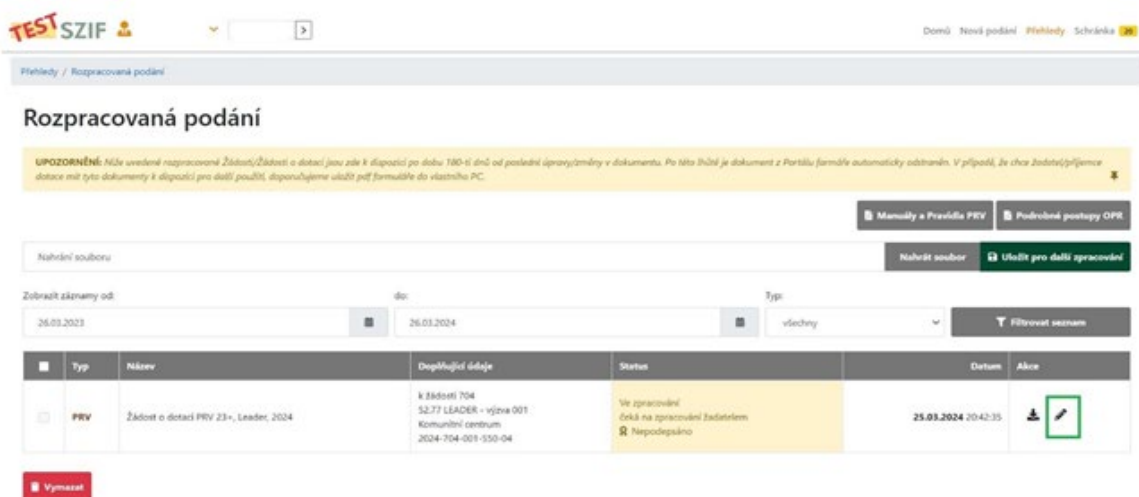 TEST SZIF
Domů Nová podání Přehledy Schránka 20
Přehledy / Rozpracovaná podání
Rozpracovaná podání
UPOZORNĚNÍ: Níže uvedené rozpracované Žádosti/Žádosti o dotaci jsou zde k dispozici po dobu 180-ti dnů od poslední úpravy/změny v dokumentu. Po této lhůtě je dokument z Portálu farmáře automaticky odstraněn. V případě, že chce žadatel/příjemce
dotace mít tyto dokumenty k dispozici pro další použití, doporučujeme uložit pdf formuláře do vlastního PC.
Manuály a Pravidla PRV Podrobné postupy OPR
Nahrání souboru Nahrát soubor Uložit pro další zpracování
Zobrazit záznamy od: do: Typ:
26.03.2023 26.03.2024 všechny Filtrovat seznam
Typ Název Doplňující údaje Status Datum Akce
PRV Žádost o dotaci PRV 23+, Leader, 2024
k žádosti 704
52.77 LEADER - výzva 001
Komunitní centrum
2024-704-001-550-04
Ve zpracování
čeká na zpracování žadatelem
Nepodepsáno
25.03.2024 20:42:35
Vymazat